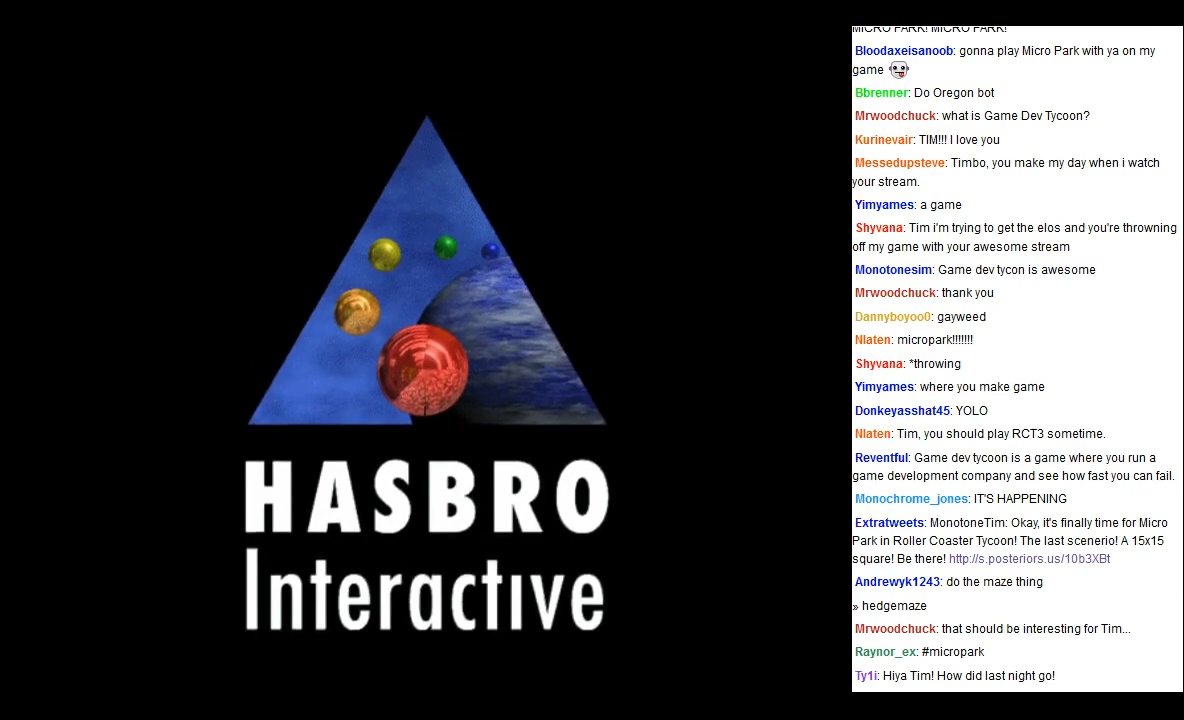 HASBRO
Interactive
MICRO PARK! MICRO PARK!
Bloodaxeisanoob: gonna play Micro Park with ya on my
game
Bbrenner: Do Oregon bot
Mrwoodchuck: what is Game Dev Tycoon?
Kurinevair: TIM!!! I love you
Messedupsteve: Timbo, you make my day when i watch
your stream.
Yimyames: a game
Shyvana: Tim i'm trying to get the elos and you're throwning
off my game with your awesome stream
Monotonesim: Game dev tycon is awesome
Mrwoodchuck: thank you
Dannyboyoo0: gayweed
Nlaten: micropark!!!!!!!
Shyvana: *throwing
Yimyames: where you make game
Donkeyasshat45: YOLO
Nlaten: Tim, you should play RCT3 sometime.
Reventful: Game dev tycoon is a game where you run a
game development company and see how fast you can fail.
Monochrome_jones: IT'S HAPPENING
Extratweets: MonotoneTim: Okay, it's finally time for Micro
Park in Roller Coaster Tycoon! The last scenerio! A 15x15
square! Be there! http://s.posteriors.us/10b3XBt
Andrewyk1243: do the maze thing
» hedgemaze
Mrwoodchuck: that should be interesting for Tim...
Raynor_ex: #micropark
Ty1i: Hiya Tim! How did last night go!